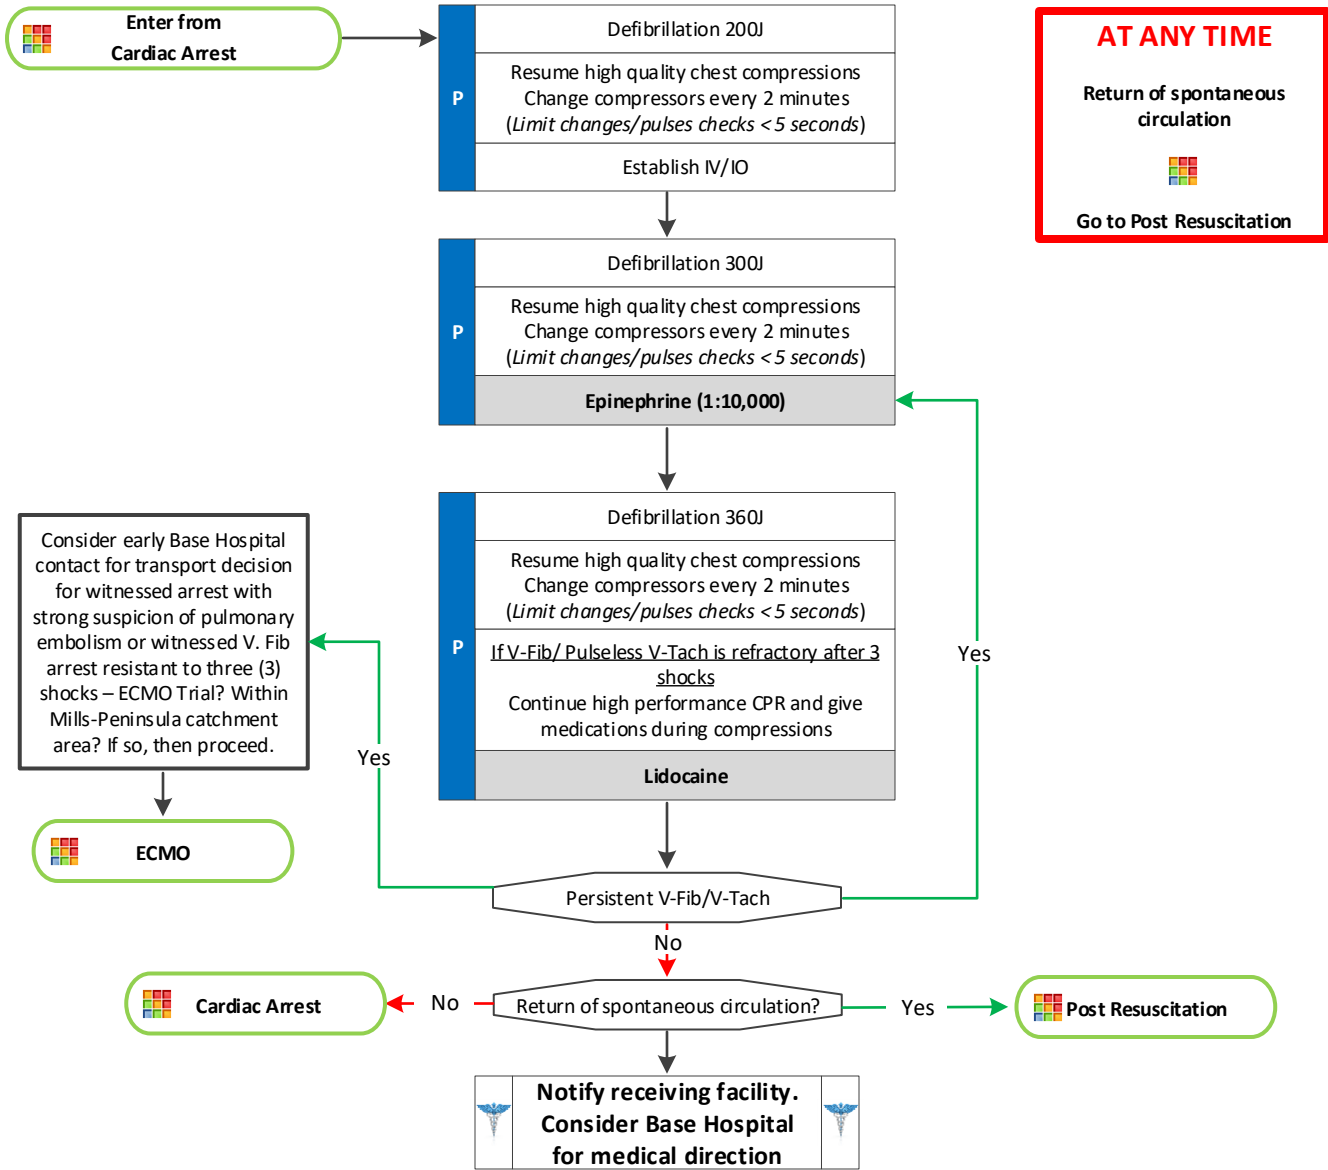 Enter from
Cardiac Arrest
Defibrillation 200J
P
Resume high quality chest compressions
Change compressors every 2 minutes
(Limit changes/pulses checks < 5 seconds)
Establish IV/IO
AT ANY TIME
Return of spontaneous
circulation
Go to Post Resuscitation
Defibrillation 300J
P
Resume high quality chest compressions
Change compressors every 2 minutes
(Limit changes/pulses checks < 5 seconds)
Epinephrine (1:10,000)
Defibrillation 360J
P
Resume high quality chest compressions
Change compressors every 2 minutes
(Limit changes/pulses checks < 5 seconds)
If V-Fib/ Pulseless V-Tach is refractory after 3
shocks
Continue high performance CPR and give
medications during compressions
Lidocaine
Consider early Base Hospital
contact for transport decision
for witnessed arrest with
strong suspicion of pulmonary
embolism or witnessed V. Fib
arrest resistant to three (3)
shocks – ECMO Trial? Within
Mills-Peninsula catchment
area? If so, then proceed.
Yes
Yes
ECMO
Persistent V-Fib/V-Tach
No
Cardiac Arrest
No
Return of spontaneous circulation?
Yes
Post Resuscitation
Notify receiving facility.
Consider Base Hospital
for medical direction